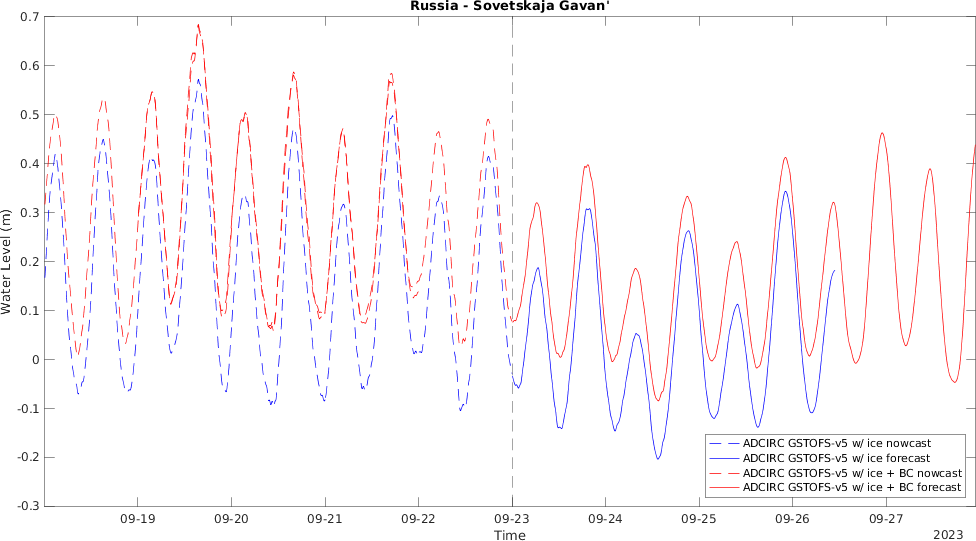 Russia - Sovetskaja Gavan'
0.7
0.6
0.5
0.4
0.3
0.2
0.1
0
-0.1
-0.2
-0.3
Water Level (m)
09-19 09-20 09-21 09-22 09-23 09-24 09-25 09-26 09-27
Time
2023
ADCIRC GSTOFS-v5 w/ ice nowcast
ADCIRC GSTOFS-v5 w/ ice forecast
ADCIRC GSTOFS-v5 w/ ice + BC nowcast
ADCIRC GSTOFS-v5 w/ ice + BC forecast